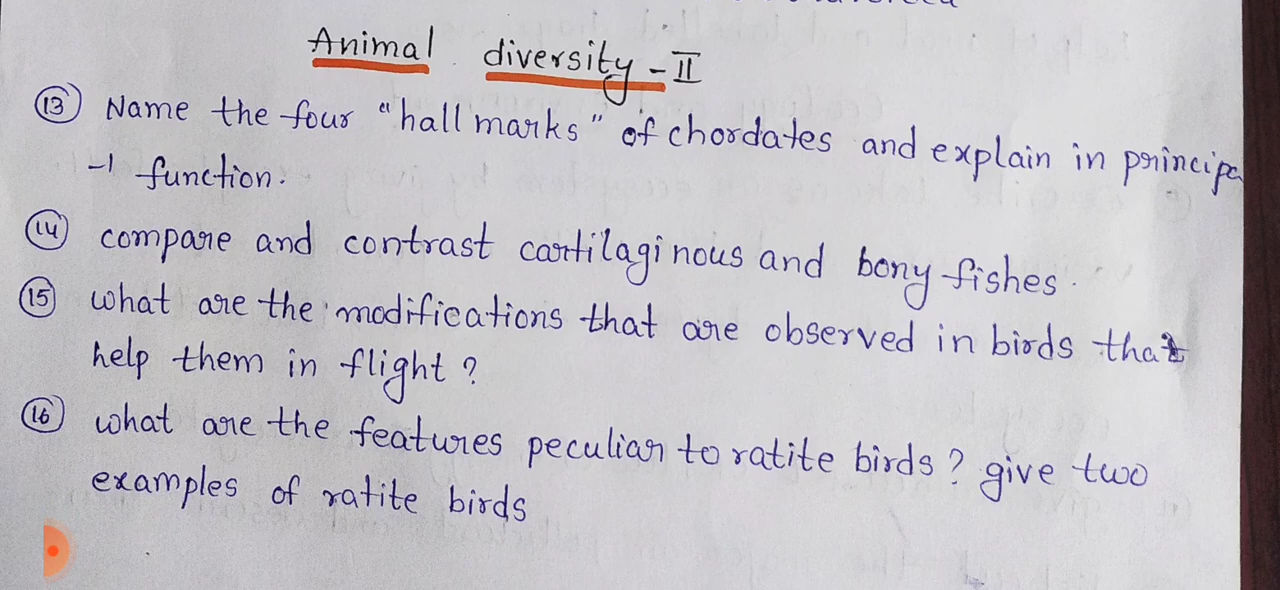 Animal diversity - II
(13) Name the four "hall marks" of chordates and explain in principa
-l function.
(14) compare and contrast cartilaginous and bony fishes.
(15) what are the modifications that are observed in birds that
help them in flight?
(16) what are the features peculiar to ratite birds? give two
examples of ratite birds